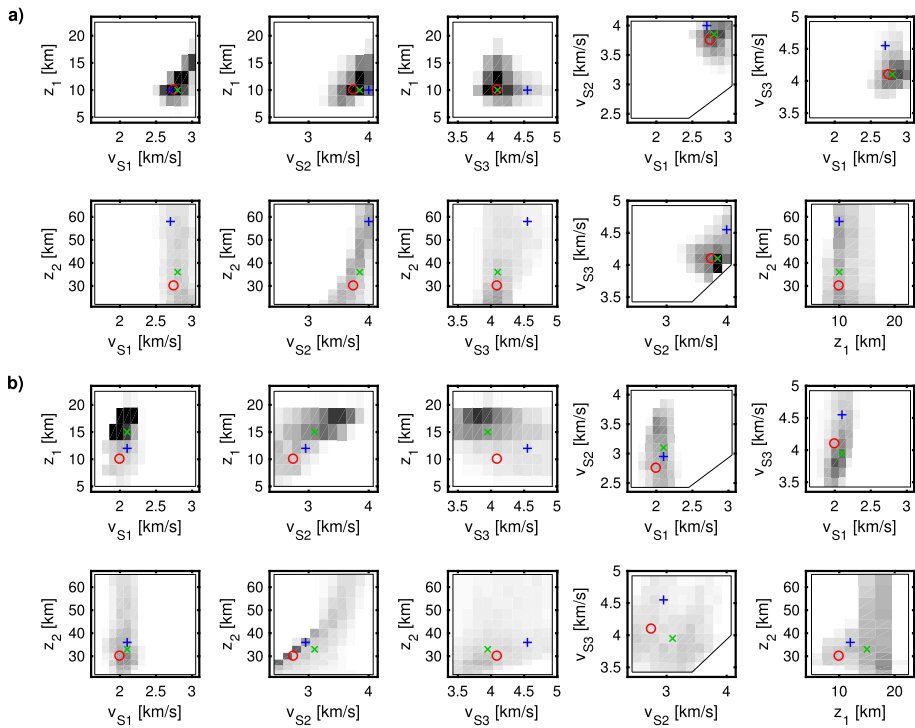 a)
z1 [km]
20
15
10
5
2 2.5 3
vS1 [km/s]
z1 [km]
20
15
10
5
3 4
vS2 [km/s]
z1 [km]
20
15
10
5
3.5 4 4.5 5
vS3 [km/s]
vS2 [km/s]
4
3.5
3
2.5
2 2.5 3
vS1 [km/s]
vS3 [km/s]
5
4.5
4
3.5
2 2.5 3
vS1 [km/s]
z2 [km]
60
50
40
30
2 2.5 3
vS1 [km/s]
z2 [km]
60
50
40
30
3 4
vS2 [km/s]
z2 [km]
60
50
40
30
3.5 4 4.5 5
vS3 [km/s]
vS3 [km/s]
5
4.5
4
3.5
3 4
vS2 [km/s]
z2 [km]
60
50
40
30
10 20
z1 [km]
b)
z1 [km]
20
15
10
5
2 2.5 3
vS1 [km/s]
z1 [km]
20
15
10
5
3 4
vS2 [km/s]
z1 [km]
20
15
10
5
3.5 4 4.5 5
vS3 [km/s]
vS2 [km/s]
4
3.5
3
2.5
2 2.5 3
vS1 [km/s]
vS3 [km/s]
5
4.5
4
3.5
2 2.5 3
vS1 [km/s]
z2 [km]
60
50
40
30
2 2.5 3
vS1 [km/s]
z2 [km]
60
50
40
30
3 4
vS2 [km/s]
z2 [km]
60
50
40
30
3.5 4 4.5 5
vS3 [km/s]
vS3 [km/s]
5
4.5
4
3.5
3 4
vS2 [km/s]
z2 [km]
60
50
40
30
10 20
z1 [km]